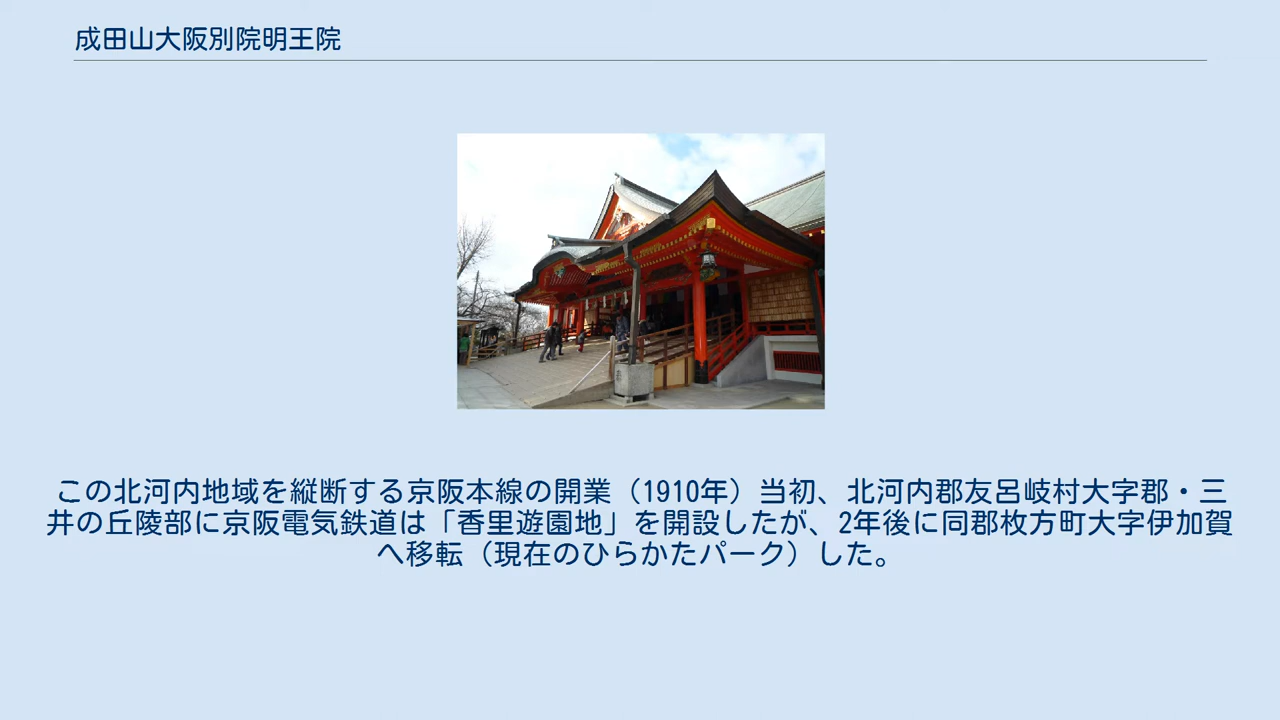 成田山大阪別院明王院
この北河内地域を縦断する京阪本線の開業（1910年）当初、北河内郡友呂岐村大字郡・三
井の丘陵部に京阪電気鉄道は「香里遊園地」を開設したが、2年後に同郡枚方町大字伊加賀
へ移転（現在のひらかたパーク）した。